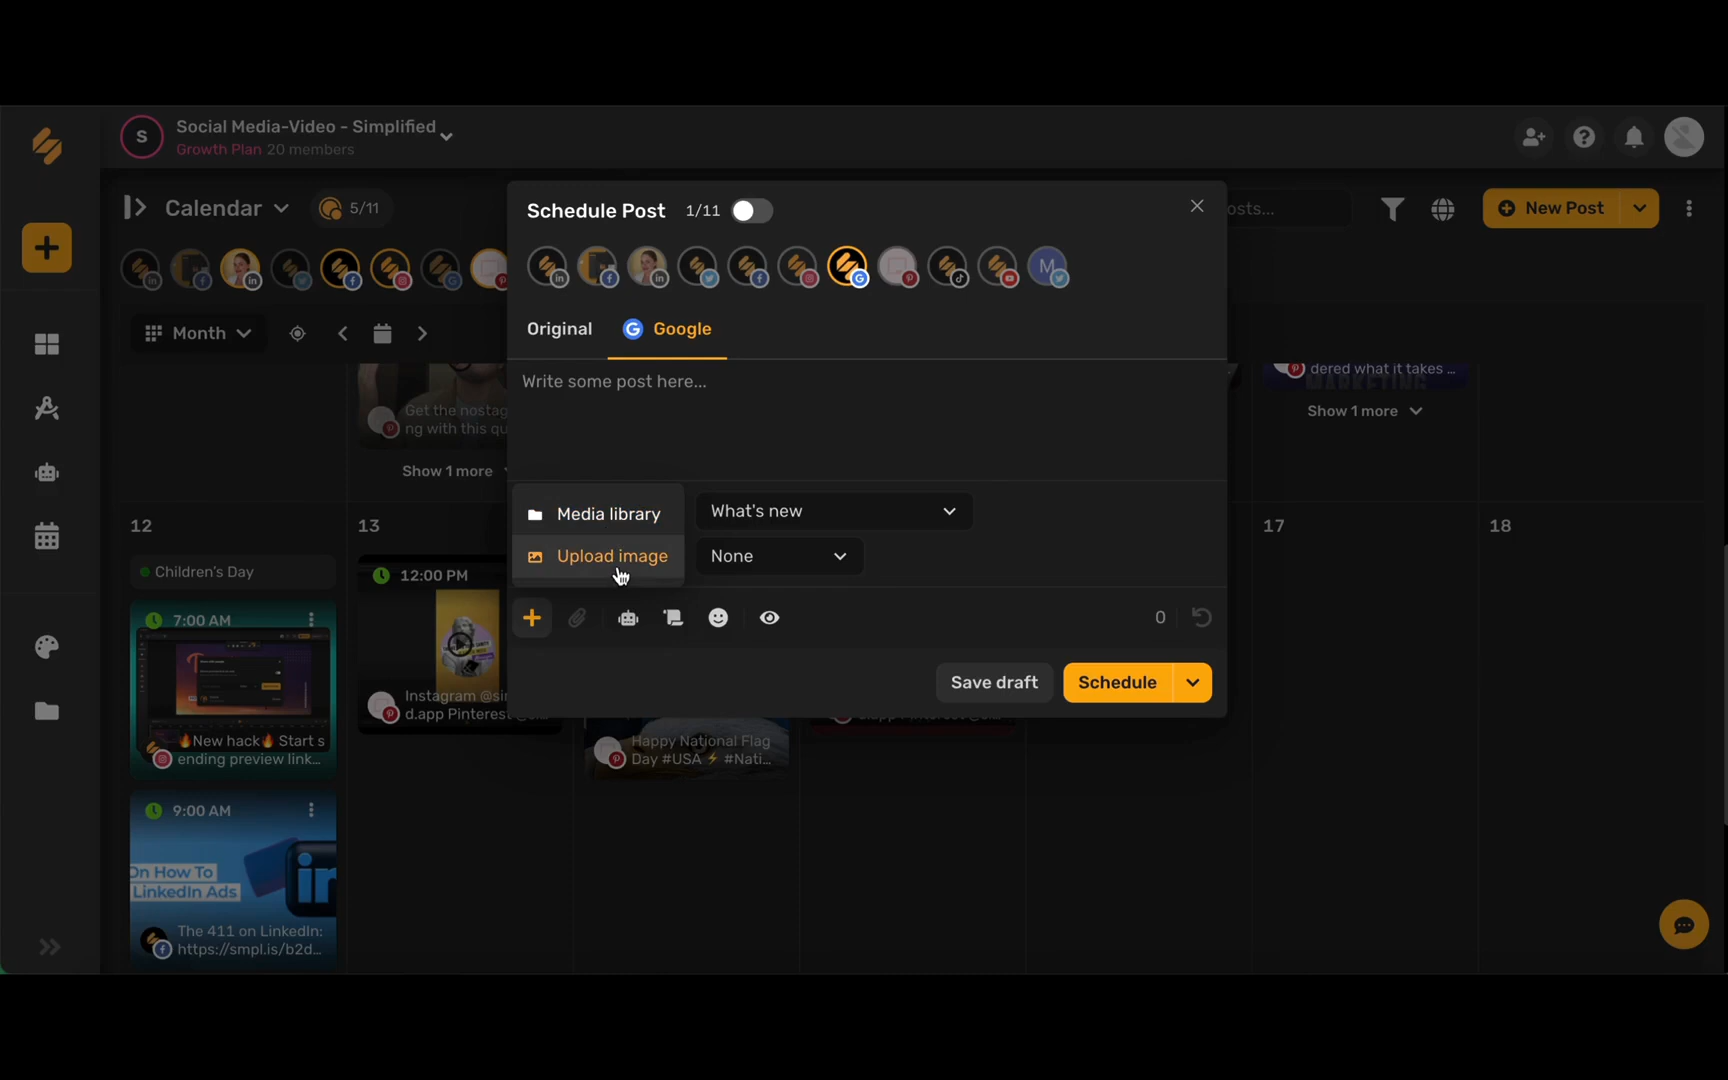 S
Social Media-Video - Simplified
Growth Plan 20 members
Calendar
5/11
Schedule Post 1/11
osts...
New Post
M
Month
Original
Google
Write some post here...
Get the nostag
ng with this qu
Show 1 more
dered what it takes ...
MARKETING
Show 1 more
Media library
What's new
Upload image
None
12
13
17
18
Children's Day
12:00 PM
7:00 AM
0
Save draft
Schedule
Instagram @si
d.app Pinterest
🔥New hack🔥 Start s
ending preview link...
Happy National Flag
Day #USA ⚡ #Nati...
9:00 AM
On How To
LinkedIn Ads
in
The 411 on LinkedIn:
https://smpl.is/b2d...